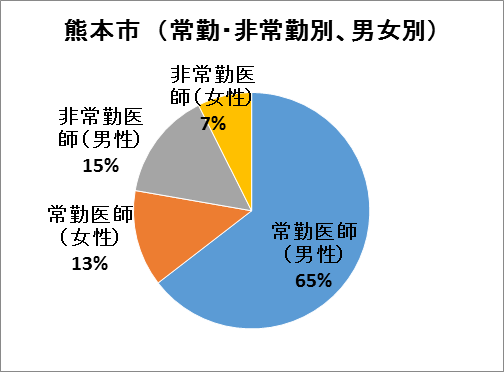 熊本市 （常勤・非常勤別、男女別）
非常勤医
師（女性）
7%
非常勤医
師（男性）
15%
常勤医師
（女性）
13%
常勤医師
（男性）
65%